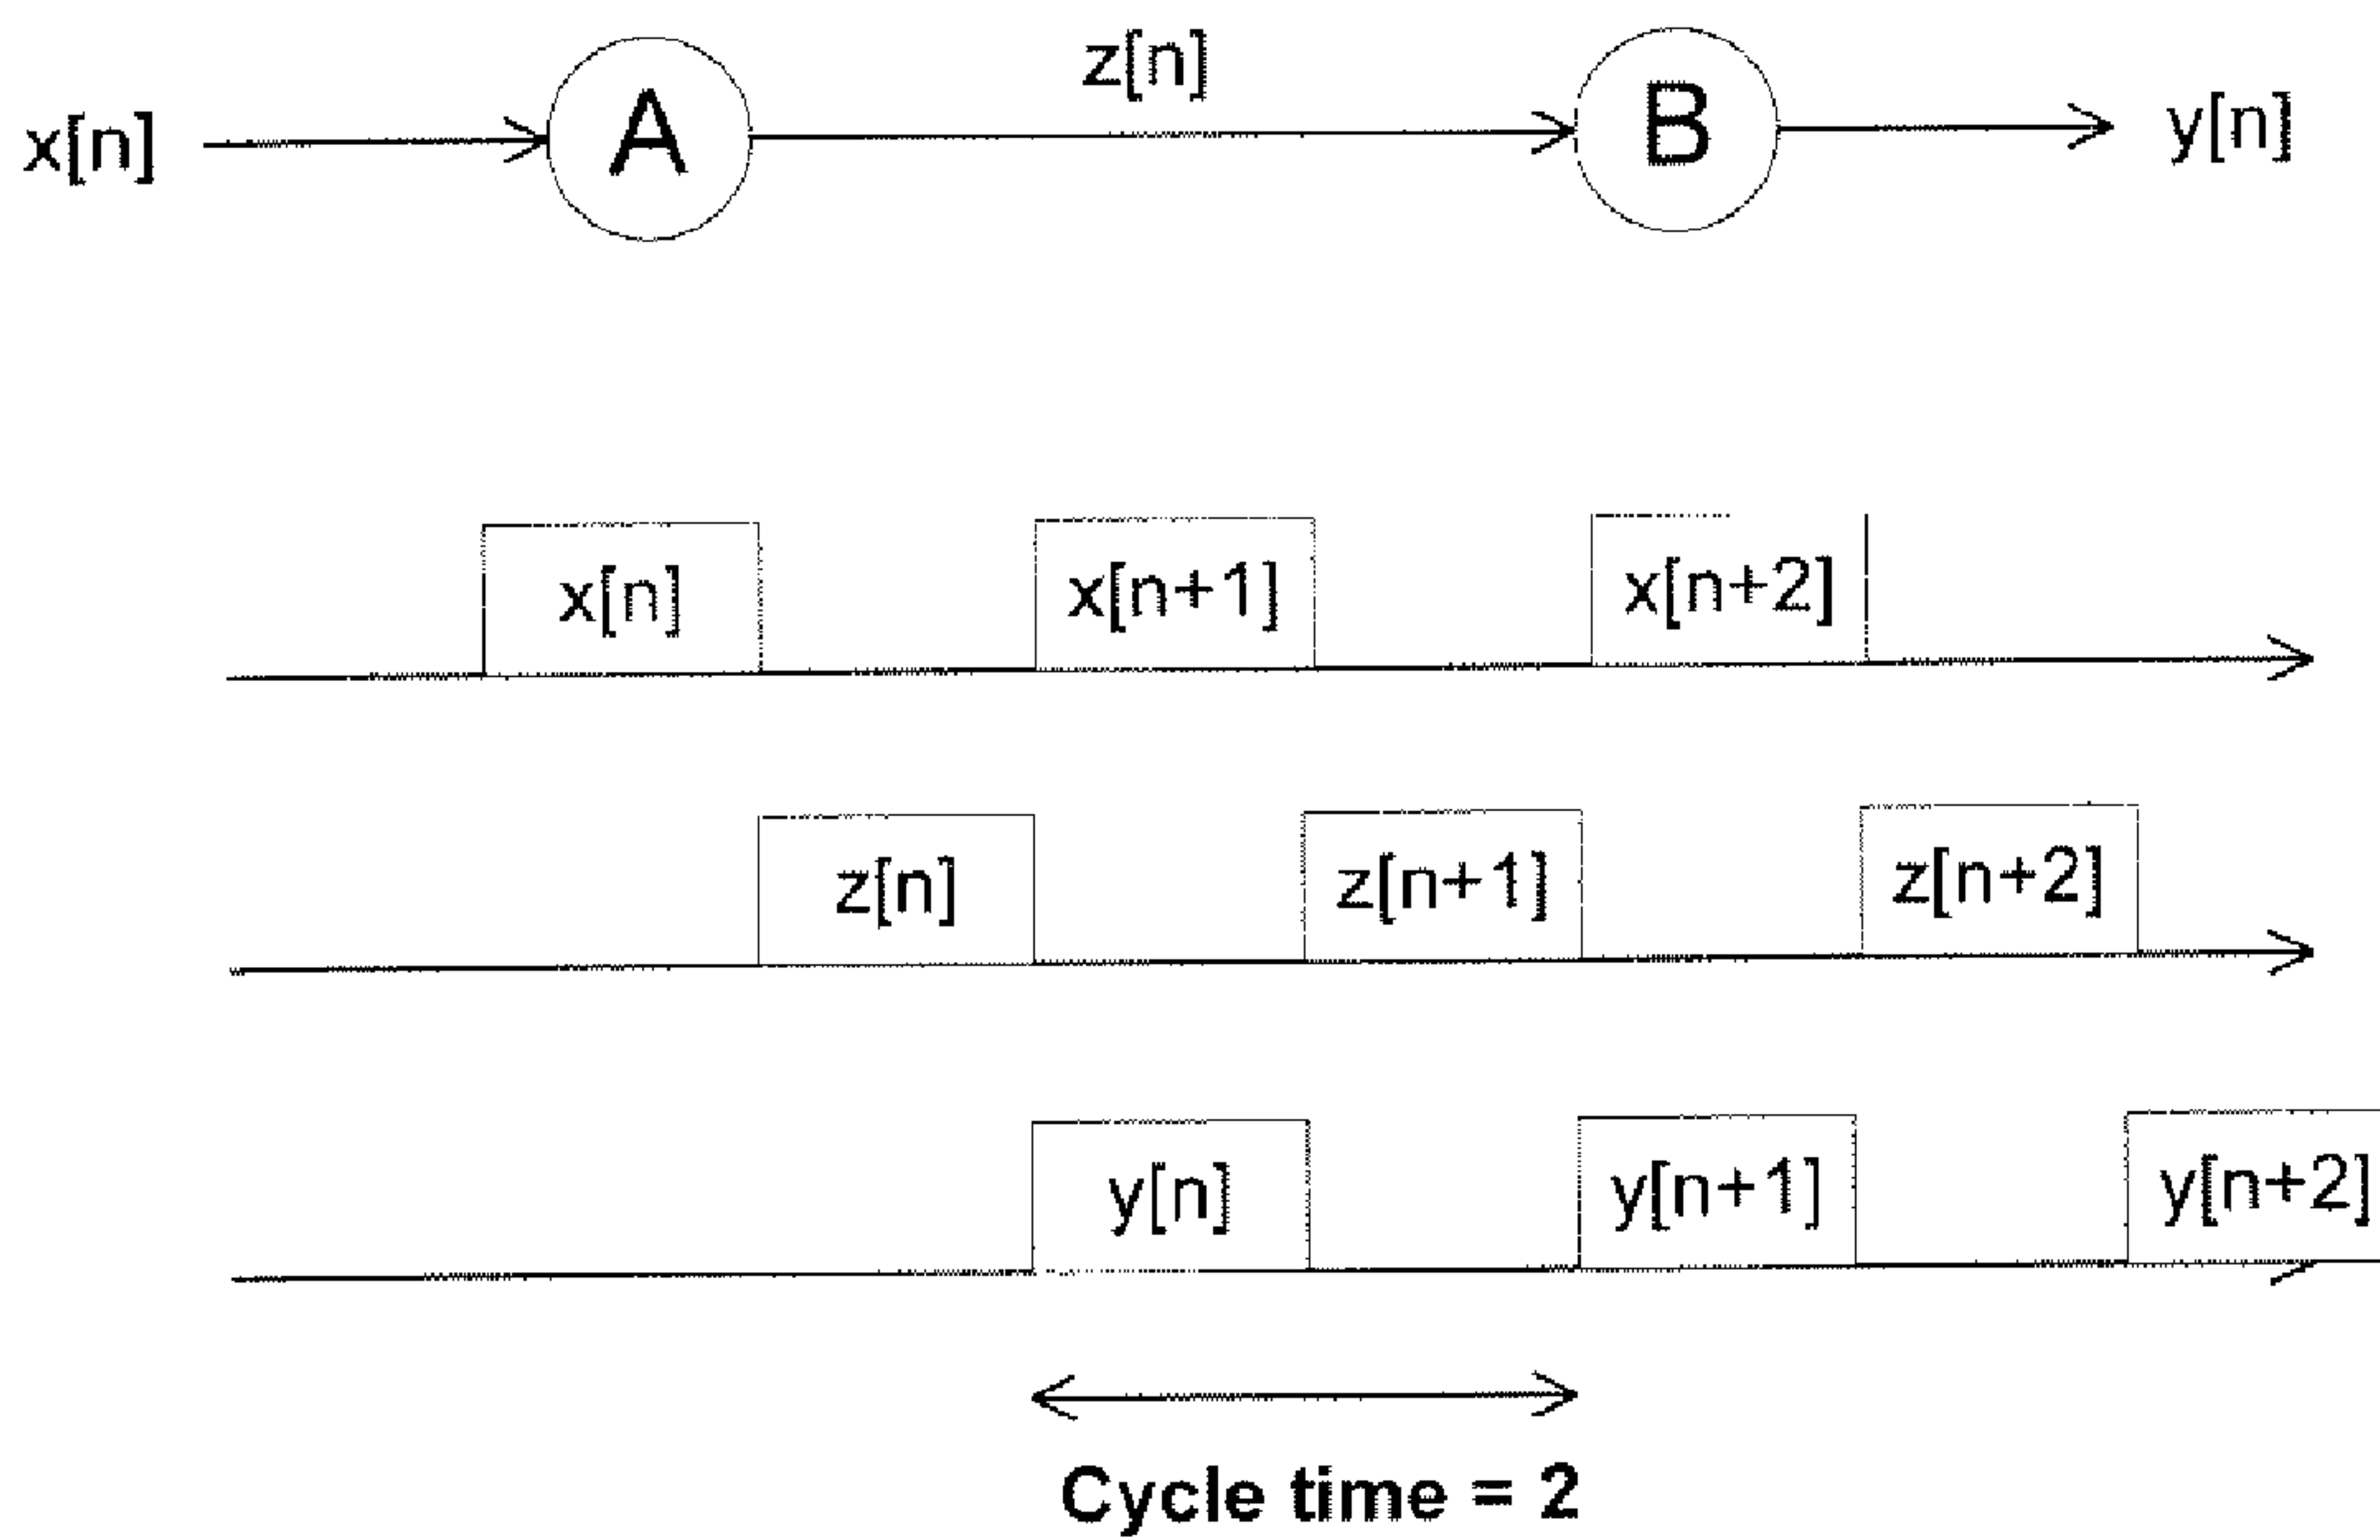 x[n]
A
z[n]
B
y[n]
x[n]
x[n+1]
x[n+2]
z[n]
z[n+1]
z[n+2]
y[n]
y[n+1]
y[n+2]
Cycle time = 2